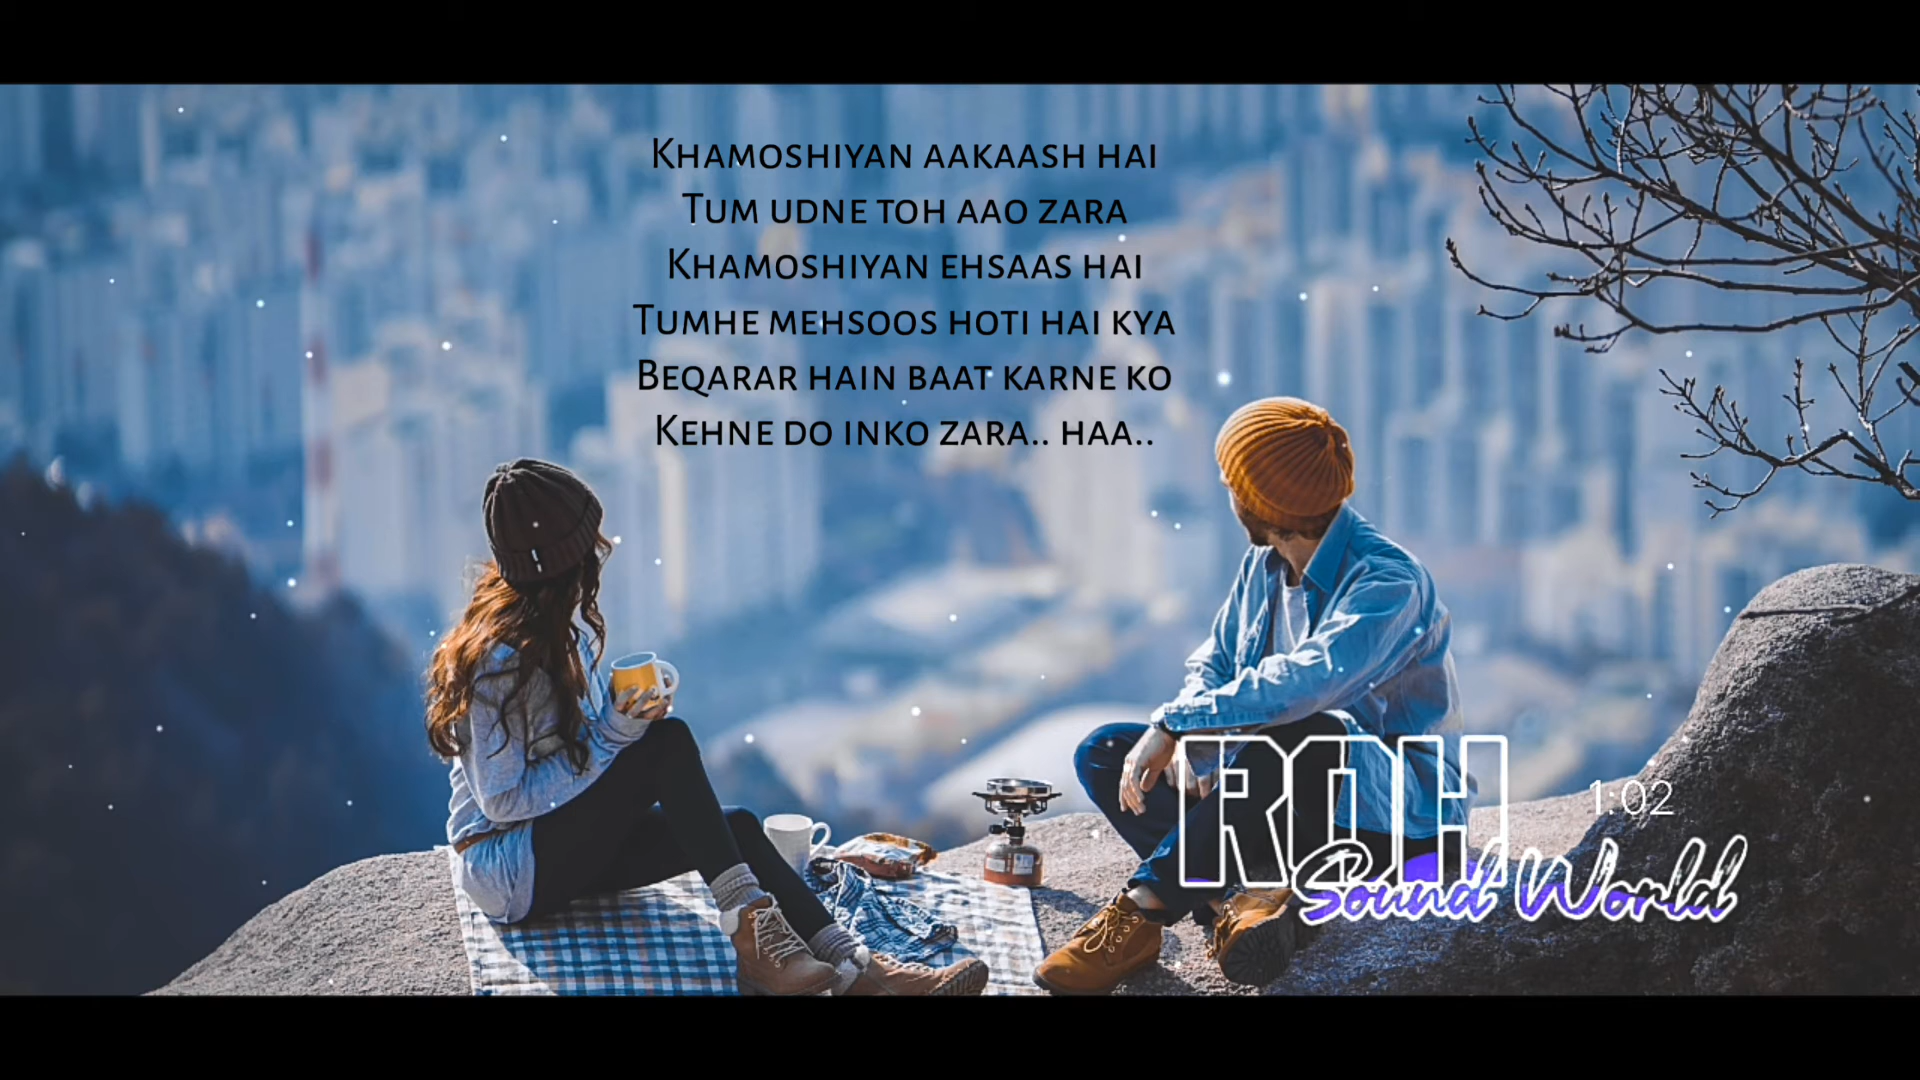 Khamoshiyan aakaash hai
Tum udne toh aao zara
Khamoshiyan ehsaas hai
Tumhe mehsoos hoti hai kya
Beqarar hain baat karne ko
Kehne do inko zara.. haa..
ROH
1:02
Sound World